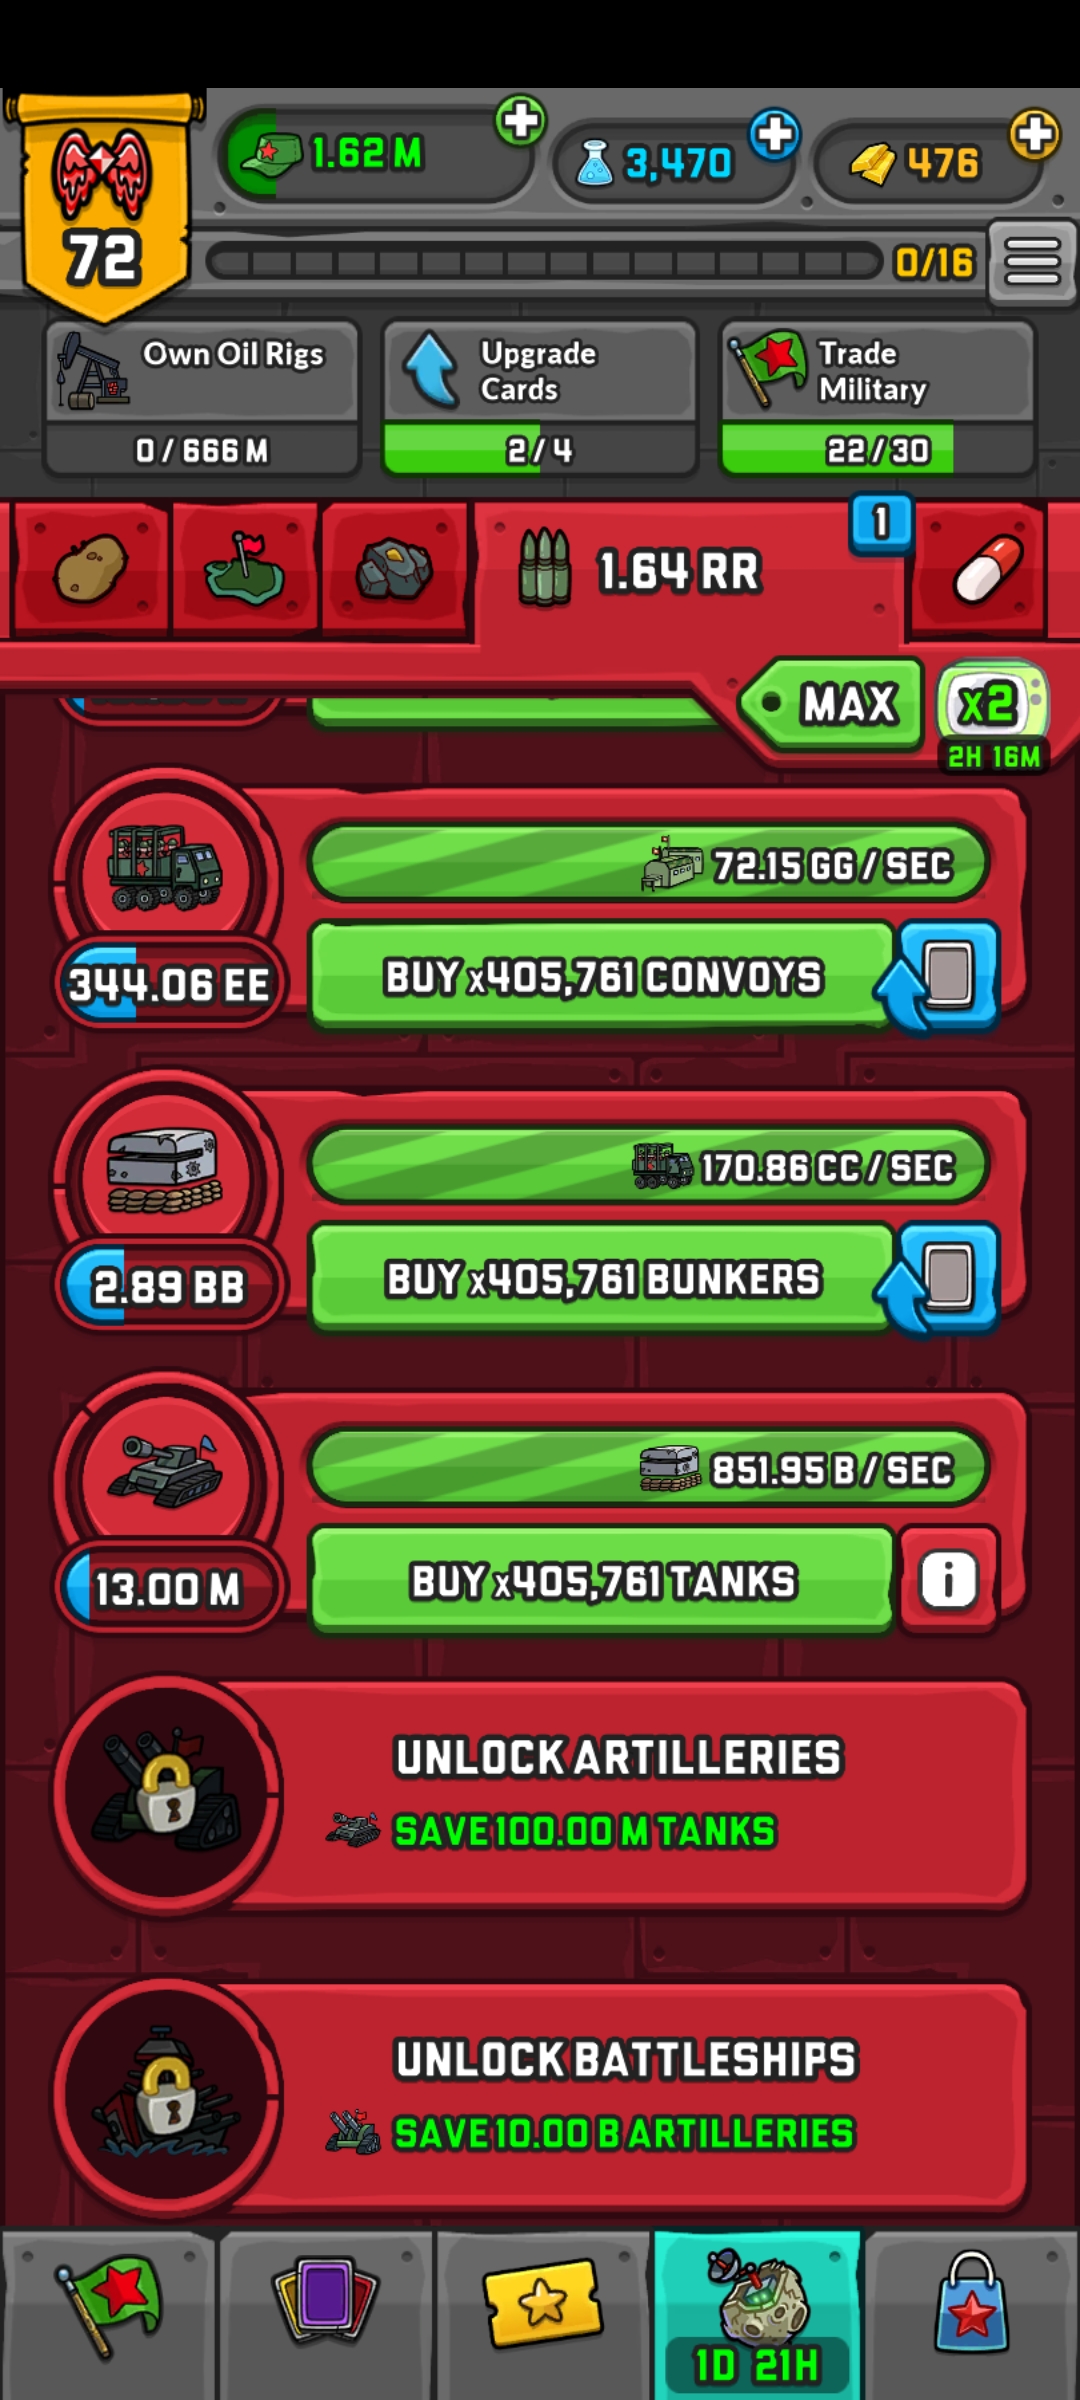 1.62 M
3,470
476
72
0/16
Own Oil Rigs
Upgrade
Cards
Trade
Military
0 / 666 M
2 / 4
22 / 30
1.64 RR
1
MAX
x2
2H 16M
72.15 GG / SEC
344.06 EE
BUY x405,761 CONVOYS
170.86 CC / SEC
2.89 BB
BUY x405,761 BUNKERS
851.95 B / SEC
13.00 M
BUY x405,761 TANKS
i
UNLOCK ARTILLERIES
SAVE 100.00 M TANKS
UNLOCK BATTLESHIPS
SAVE 10.00 B ARTILLERIES
1D 21H